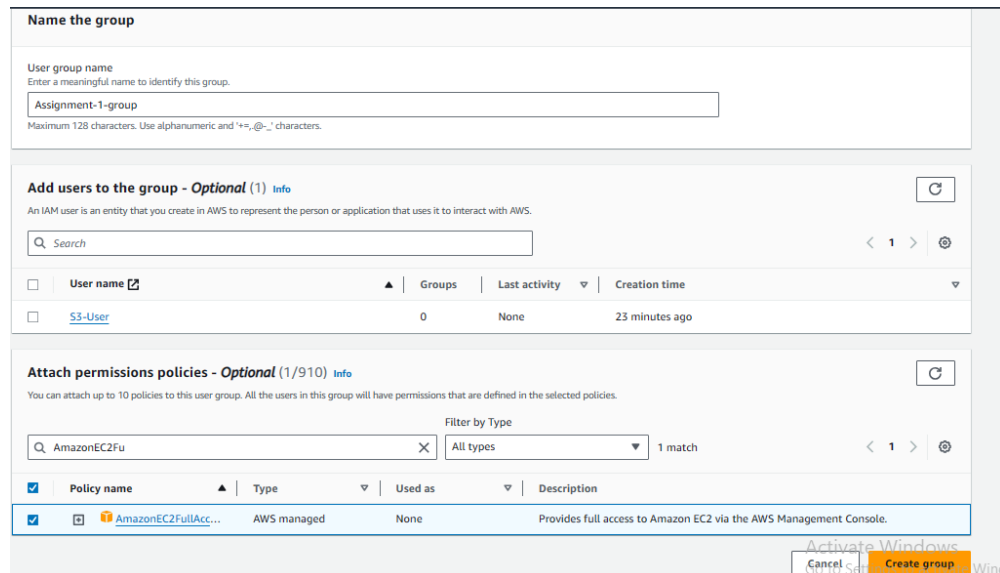 Name the group
User group name
Enter a meaningful name to identify this group.
Assignment-1-group
Maximum 128 characters. Use alphanumeric and '+=,.@-_' characters.
Add users to the group - Optional (1) Info
An IAM user is an entity that you create in AWS to represent the person or application that uses it to interact with AWS.
Search
1
User name Groups Last activity Creation time
S3-User 0 None 23 minutes ago
Attach permissions policies - Optional (1/910) Info
You can attach up to 10 policies to this user group. All the users in this group will have permissions that are defined in the selected policies.
Filter by Type
AmazonEC2Fu All types 1 match 1
Policy name Type Used as Description
AmazonEC2FullAcc... AWS managed None Provides full access to Amazon EC2 via the AWS Management Console.
Activate Windows
Cancel Create group
Go to Set Win